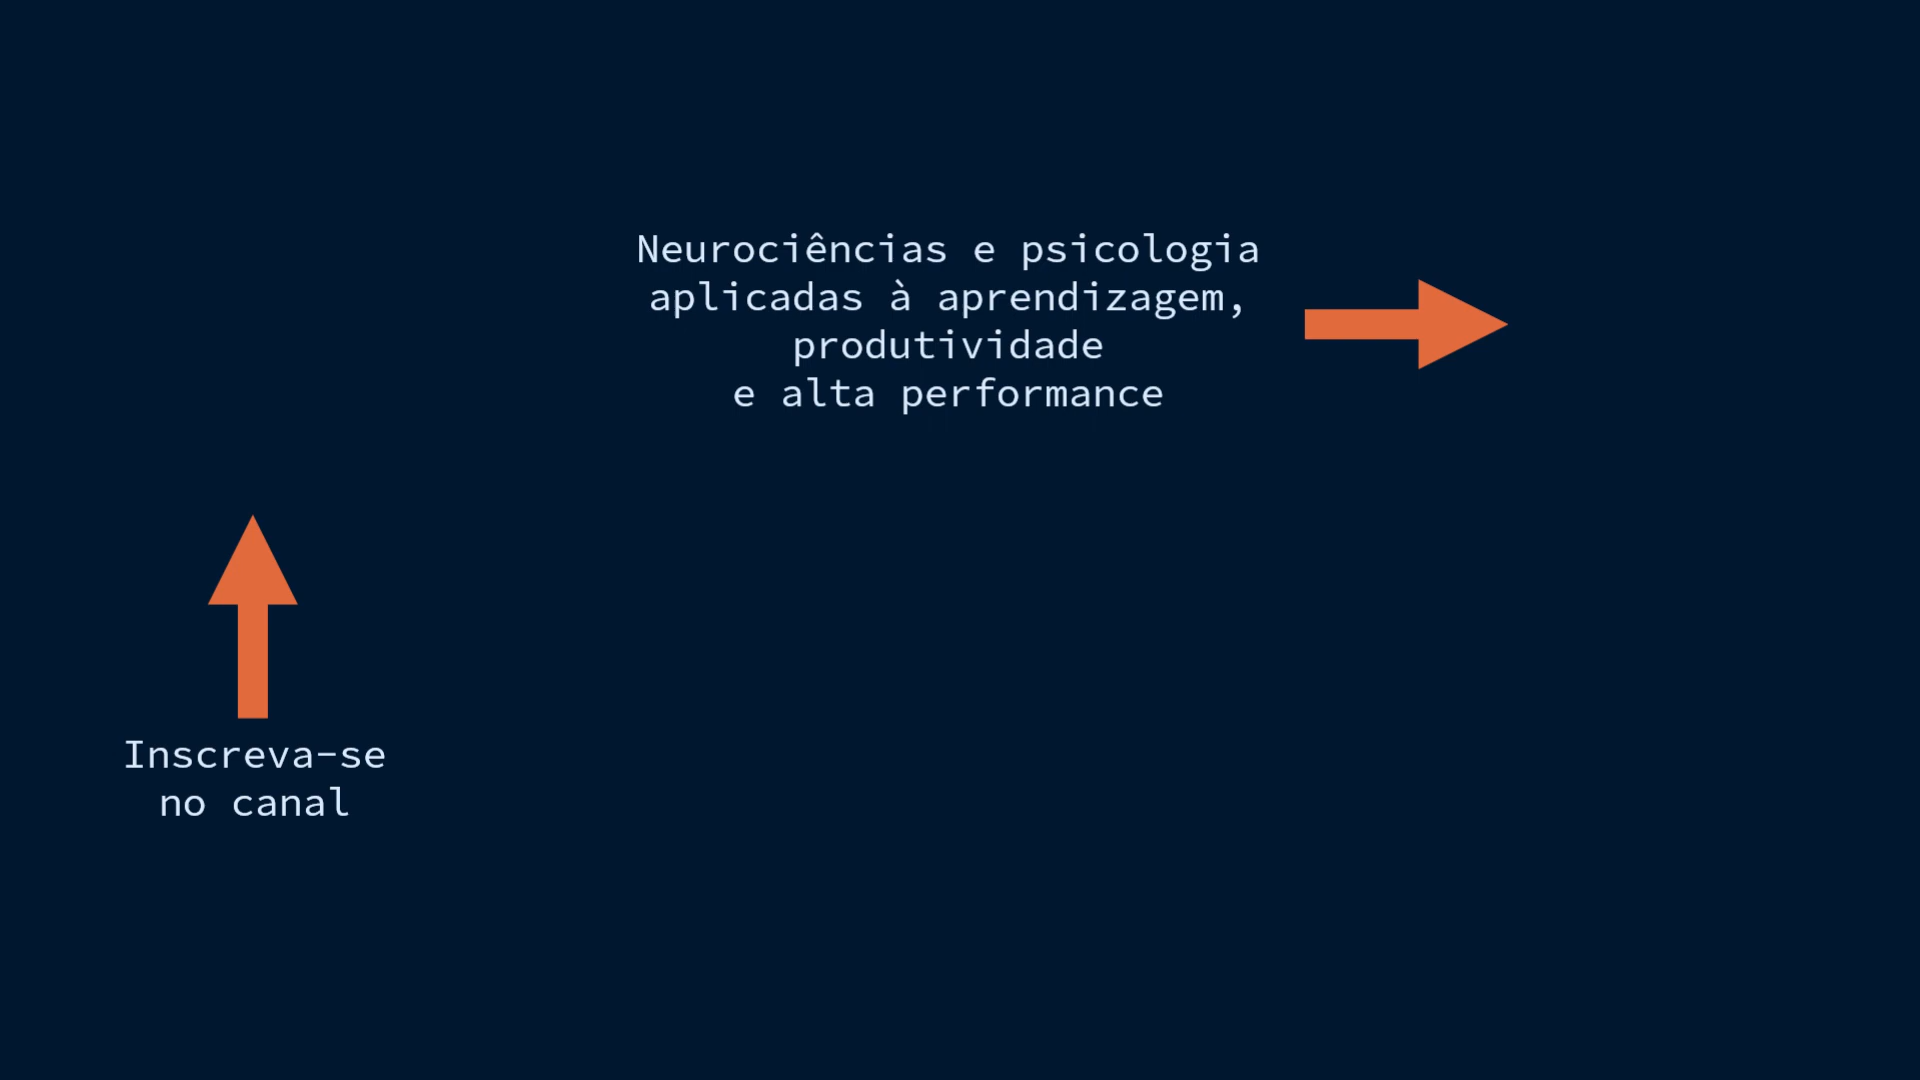 Neurociências e psicologia
aplicadas à aprendizagem,
produtividade
e alta performance
Inscreva-se
no canal